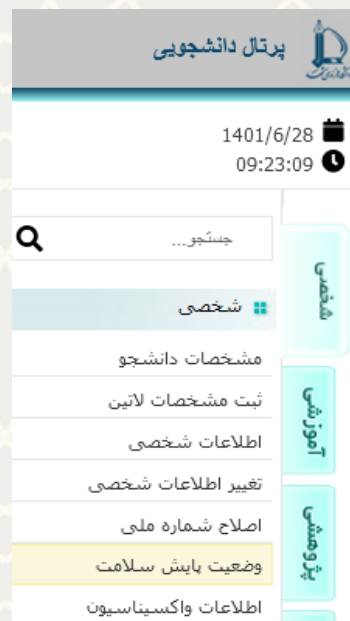 پرتال دانشجویی
1401/6/28
09:23:09
جستجو...
شخصی
مشخصات دانشجو
ثبت مشخصات لاتین
اطلاعات شخصی
تغییر اطلاعات شخصی
اصلاح شماره ملی
وضعیت پایش سلامت
اطلاعات واکسیناسیون
شخصی
آموزشی
پژوهشی